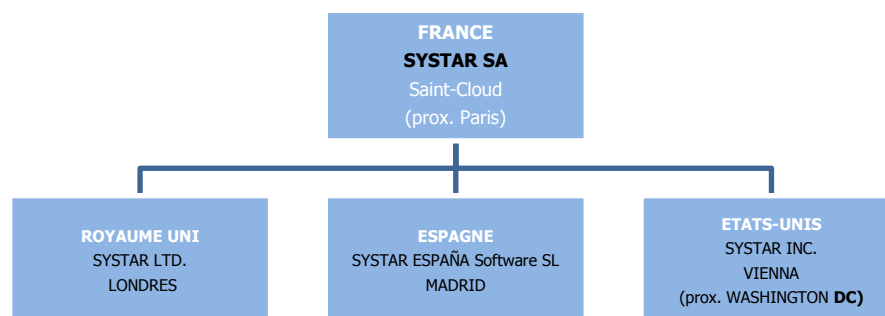 FRANCE
SYSTAR SA
Saint-Cloud
(prox. Paris)
ROYAUME UNI
SYSTAR LTD.
LONDRES
ESPAGNE
SYSTAR ESPAÑA Software SL
MADRID
ETATS-UNIS
SYSTAR INC.
VIENNA
(prox. WASHINGTON DC)